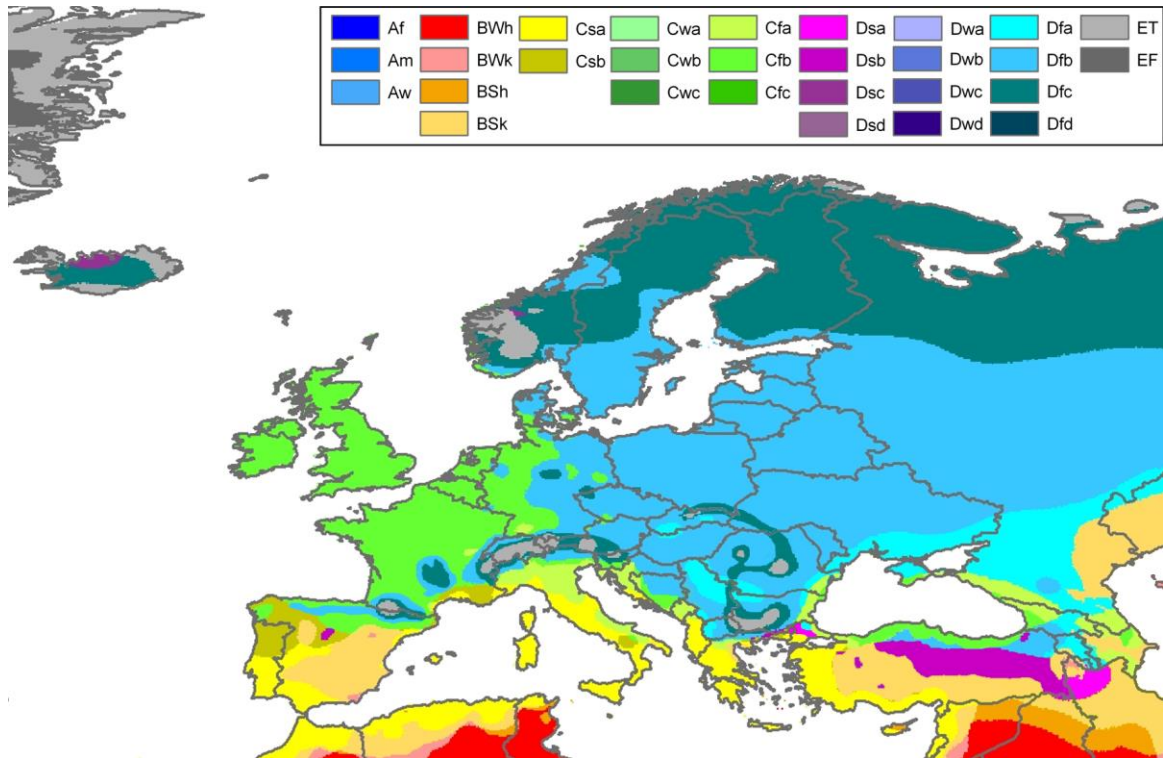 Af BWh Csa Cwa Cfa Dsa Dwa Dfa ET
Am BWk Csb Cwb Cfb Dsb Dwb Dfb EF
Aw BSh Cwc Cfc Dsc Dwc Dfc
BSk Dsd Dwd Dfd